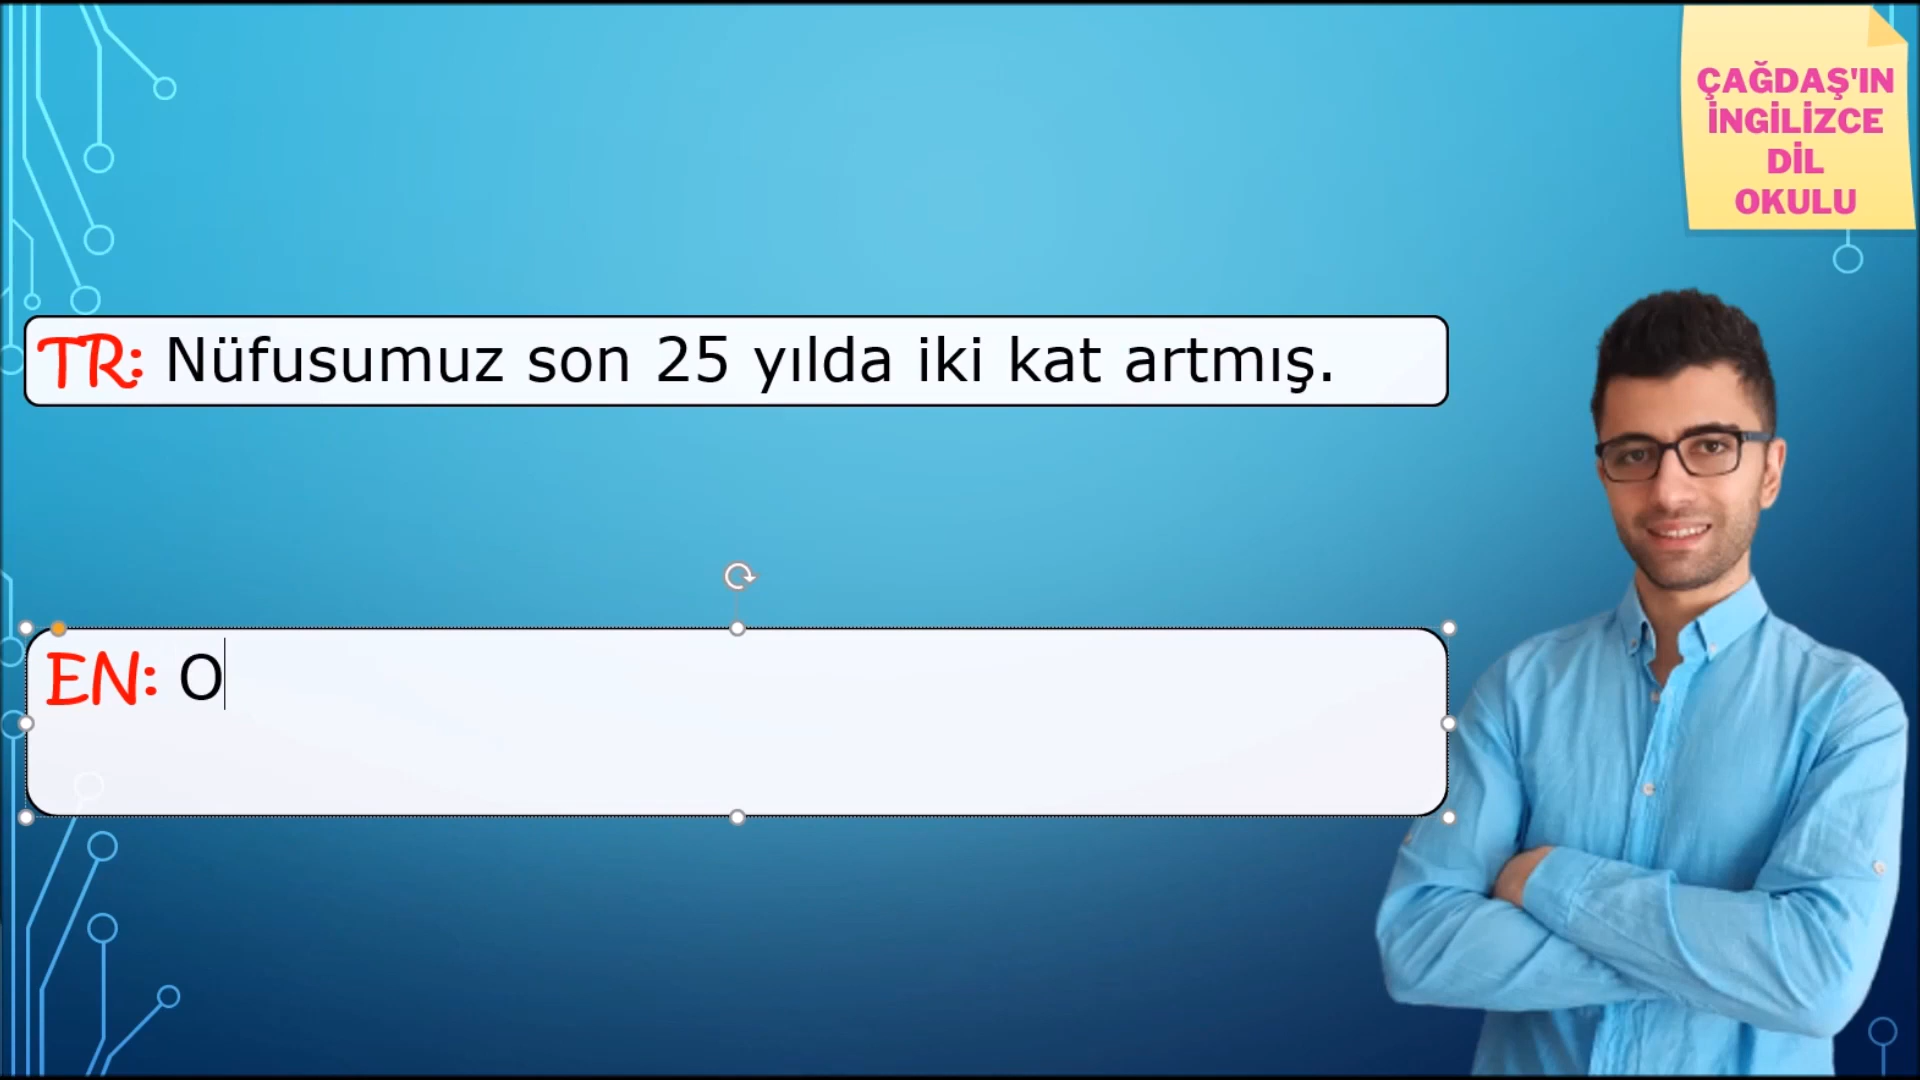 ÇAĞDAŞ'IN
İNGİLİZCE
DİL
OKULU
TR: Nüfusumuz son 25 yılda iki kat artmış.
EN: O